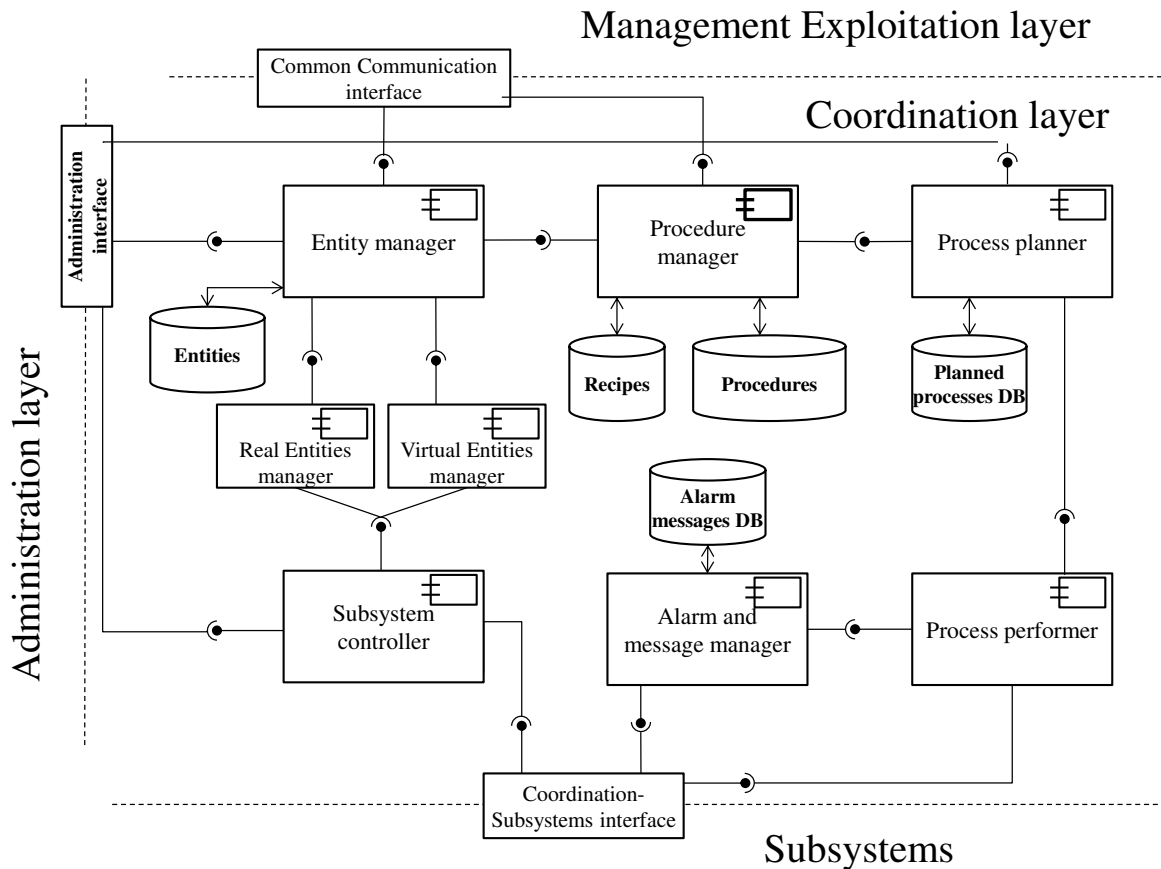 Management Exploitation layer
Common Communication
interface
Coordination layer
Administration
interface
Entity manager
Procedure
manager
Process planner
Entities
Recipes
Procedures
Planned
processes DB
Administration layer
Real Entities
manager
Virtual Entities
manager
Alarm
messages DB
Subsystem
controller
Alarm and
message manager
Process performer
Coordination-
Subsystems interface
Subsystems